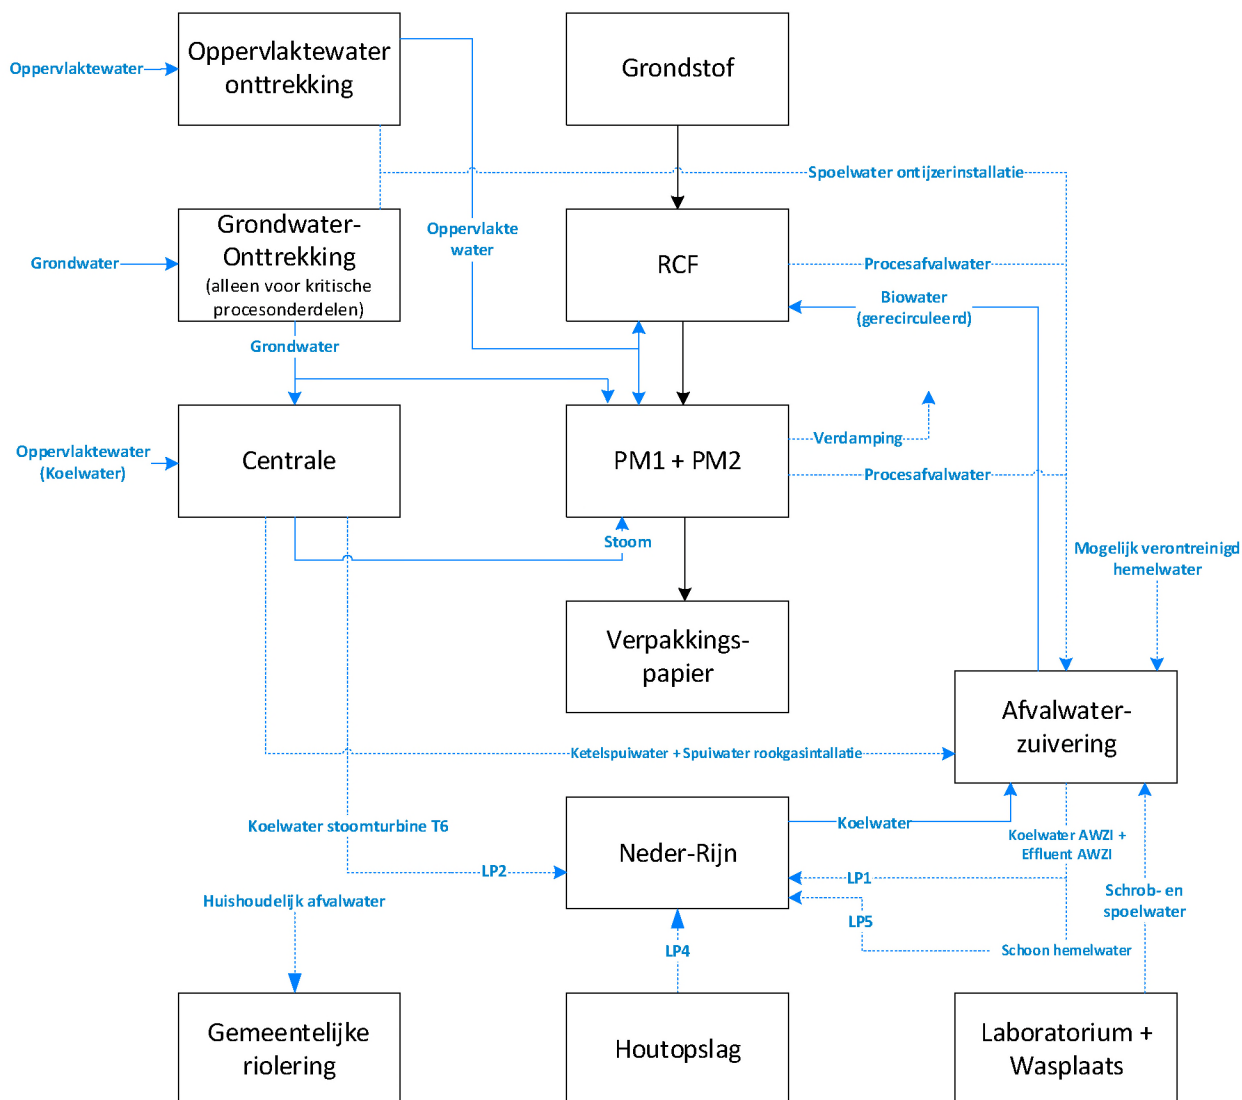 Oppervlaktewater
onttrekking
Grondstof
Oppervlaktewater
Spoelwater ontijzerinstallatie
Grondwater-
Onttrekking
(alleen voor kritische
procesonderdelen)
Oppervlakte
water
RCF
Grondwater
Procesafvalwater
Biowater
(gerecirculeerd)
Grondwater
Centrale
PM1 + PM2
Verdamping
Oppervlaktewater
(Koelwater)
Procesafvalwater
Stoom
Mogelijk verontreinigd
hemelwater
Verpakkings-
papier
Afvalwater-
zuivering
Ketelspuiwater + Spuiwater rookgasintallatie
Koelwater stoomturbine T6
Neder-Rijn
Koelwater
Koelwater AWZI +
Effluent AWZI
LP2
LP1
Schrob- en
spoelwater
Huishoudelijk afvalwater
LP5
LP4
Schoon hemelwater
Gemeentelijke
riolering
Houtopslag
Laboratorium +
Wasplaats